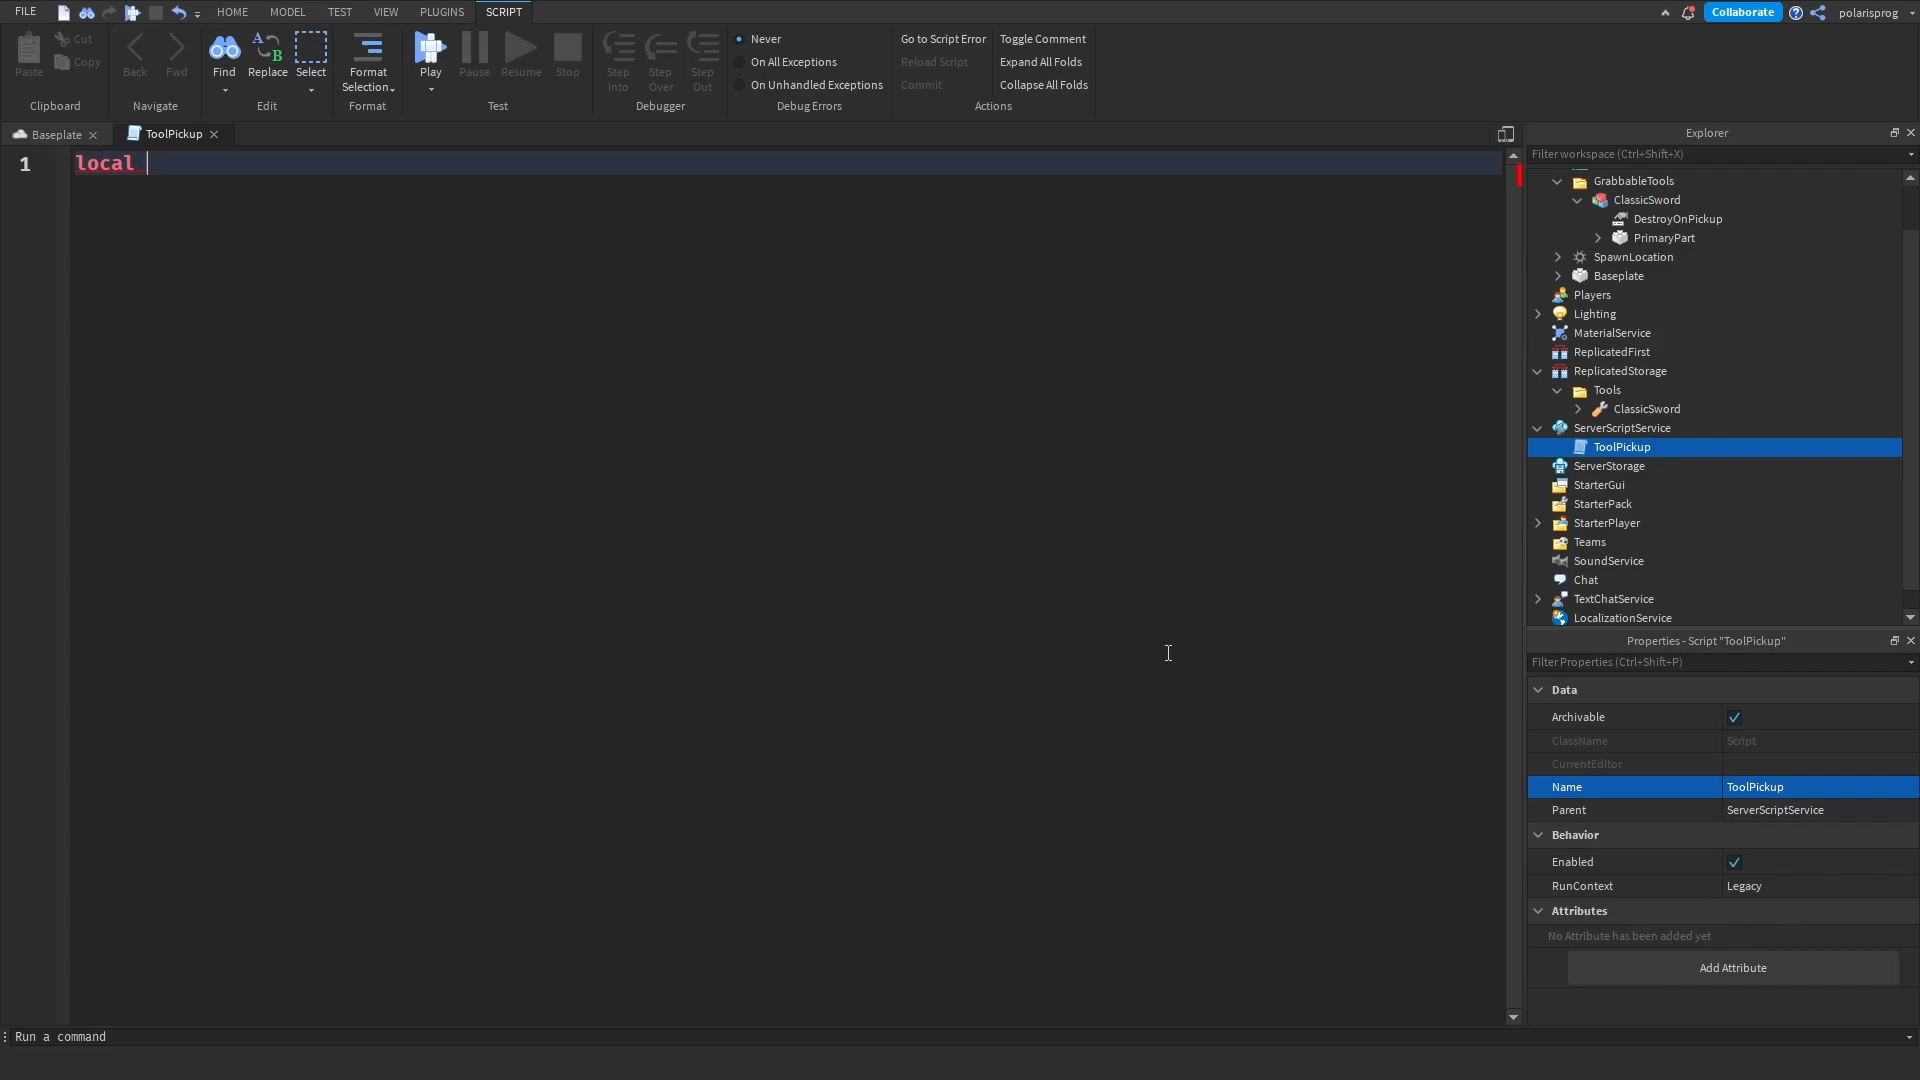 FILE HOME MODEL TEST VIEW PLUGINS SCRIPT Collaborate polarisprog
Paste Cut Copy
Clipboard
Back Fwd
Navigate
Find Replace Select
Edit
Format Selection
Format
Play Pause Resume Stop
Test
Step Into Step Over Step Out
Debugger
Never
On All Exceptions
On Unhandled Exceptions
Debug Errors
Go to Script Error Toggle Comment
Reload Script Expand All Folds
Commit Collapse All Folds
Actions
Baseplate ToolPickup
1 local
Explorer
Filter workspace (Ctrl+Shift+X)
GrabbableTools
ClassicSword
DestroyOnPickup
PrimaryPart
SpawnLocation
Baseplate
Players
Lighting
MaterialService
ReplicatedFirst
ReplicatedStorage
Tools
ClassicSword
ServerScriptService
ToolPickup
ServerStorage
StarterGui
StarterPack
StarterPlayer
Teams
SoundService
Chat
TextChatService
LocalizationService
Properties - Script "ToolPickup"
Filter Properties (Ctrl+Shift+P)
Data
Archivable
ClassName Script
CurrentEditor
Name ToolPickup
Parent ServerScriptService
Behavior
Enabled
RunContext Legacy
Attributes
No Attribute has been added yet
Add Attribute
Run a command